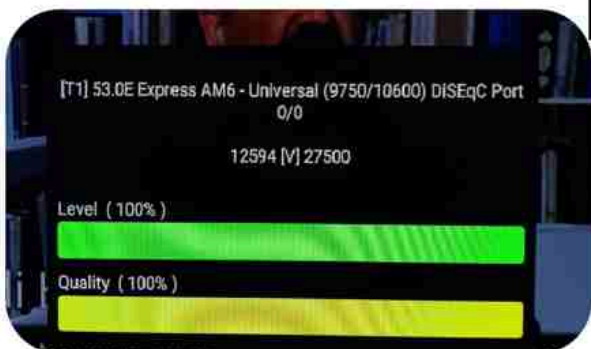 [T1] 53.0E Express AM6 - Universal (9750/10600) DiSEqC Port
0/0
12594 [V] 27500
Level ( 100% )
Quality ( 100% )